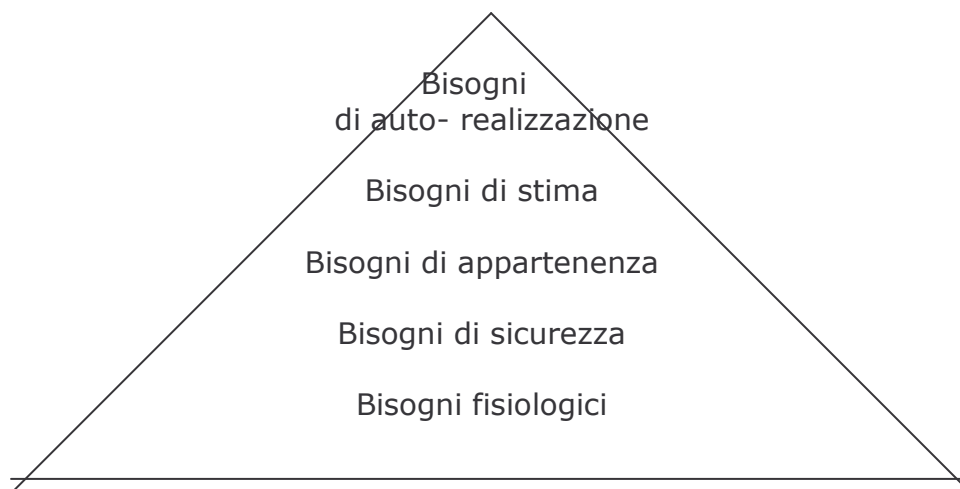 Bisogni
di auto- realizzazione
Bisogni di stima
Bisogni di appartenenza
Bisogni di sicurezza
Bisogni fisiologici